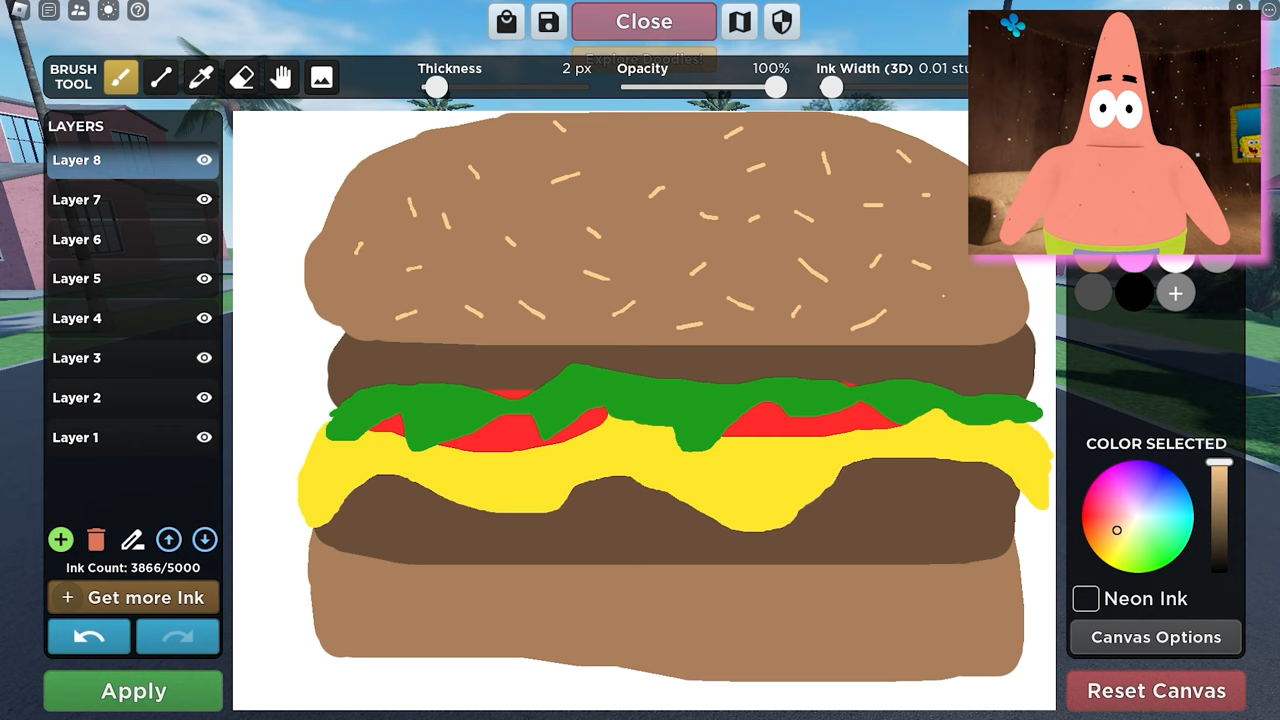 Close
Explore Doodles!
BRUSH
TOOL
Thickness
2 px
Opacity
100%
Ink Width (3D)
0.01 stu
LAYERS
Layer 8
Layer 7
Layer 6
Layer 5
Layer 4
Layer 3
Layer 2
Layer 1
Ink Count: 3866/5000
+ Get more Ink
Apply
COLOR SELECTED
Neon Ink
Canvas Options
Reset Canvas